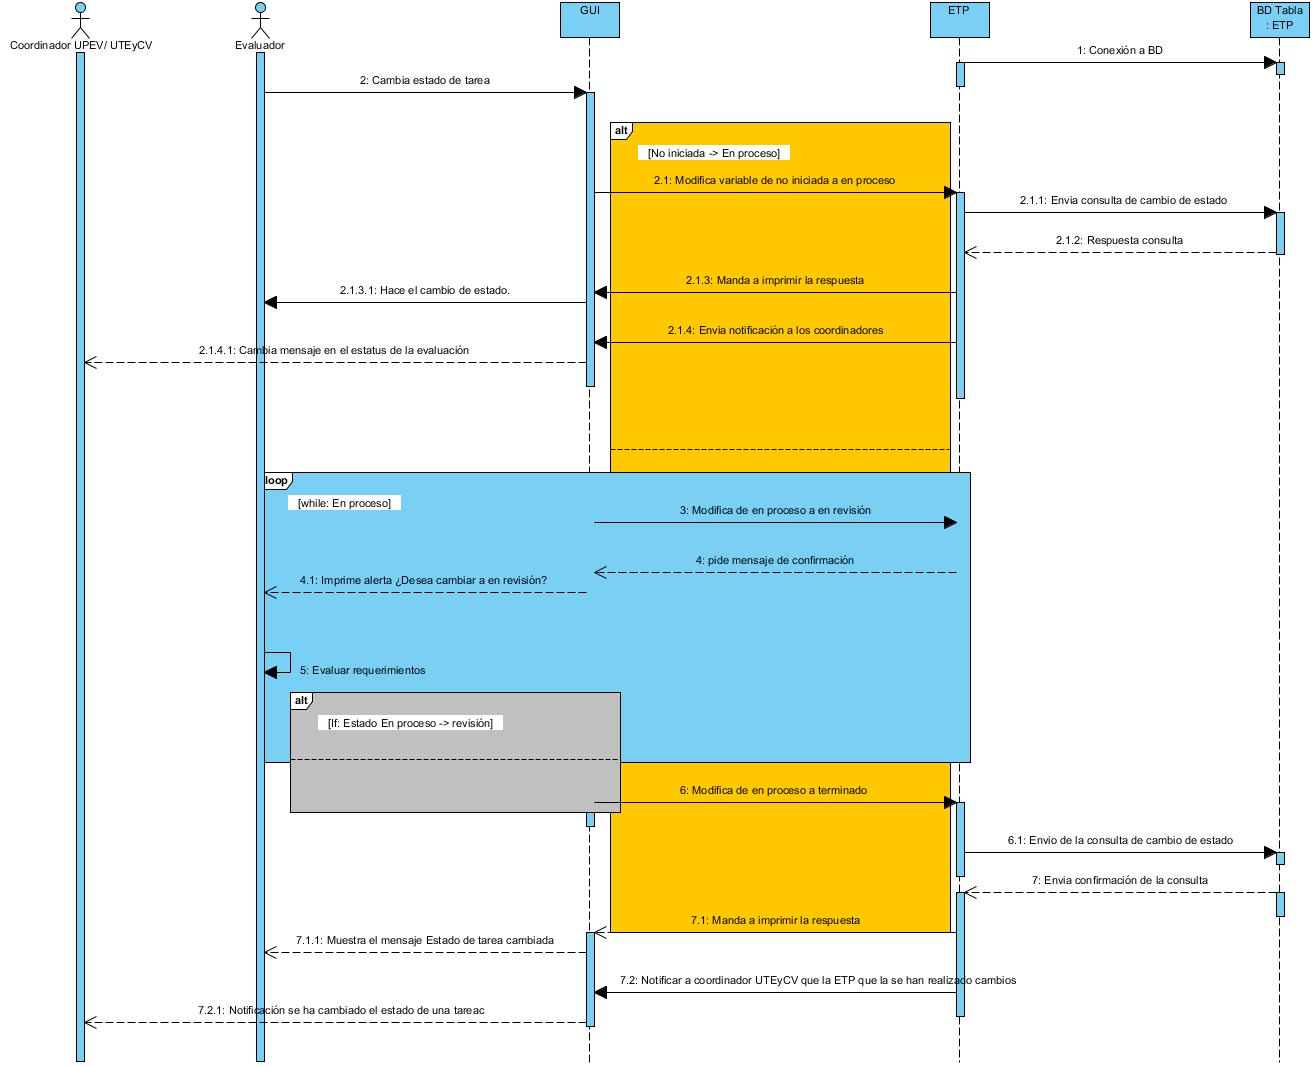 GUI
ETP
BD Tabla
: ETP
Coordinador UPEV/ UTEyCV
Evaluador
1: Conexión a BD
2: Cambia estado de tarea
alt
[No iniciada -> En proceso]
2.1: Modifica variable de no iniciada a en proceso
2.1.1: Envia consulta de cambio de estado
2.1.2: Respuesta consulta
2.1.3: Manda a imprimir la respuesta
2.1.3.1: Hace el cambio de estado.
2.1.4: Envia notificación a los coordinadores
2.1.4.1: Cambia mensaje en el estatus de la evaluación
loop
[while: En proceso]
3: Modifica de en proceso a en revisión
4: pide mensaje de confirmación
4.1: Imprime alerta ¿Desea cambiar a en revisión?
5: Evaluar requerimientos
alt
[If: Estado En proceso -> revisión]
6: Modifica de en proceso a terminado
6.1: Envio de la consulta de cambio de estado
7: Envia confirmación de la consulta
7.1: Manda a imprimir la respuesta
7.1.1: Muestra el mensaje Estado de tarea cambiada
7.2: Notificar a coordinador UTEyCV que la ETP que la se han realizado cambios
7.2.1: Notificación se ha cambiado el estado de una tareac